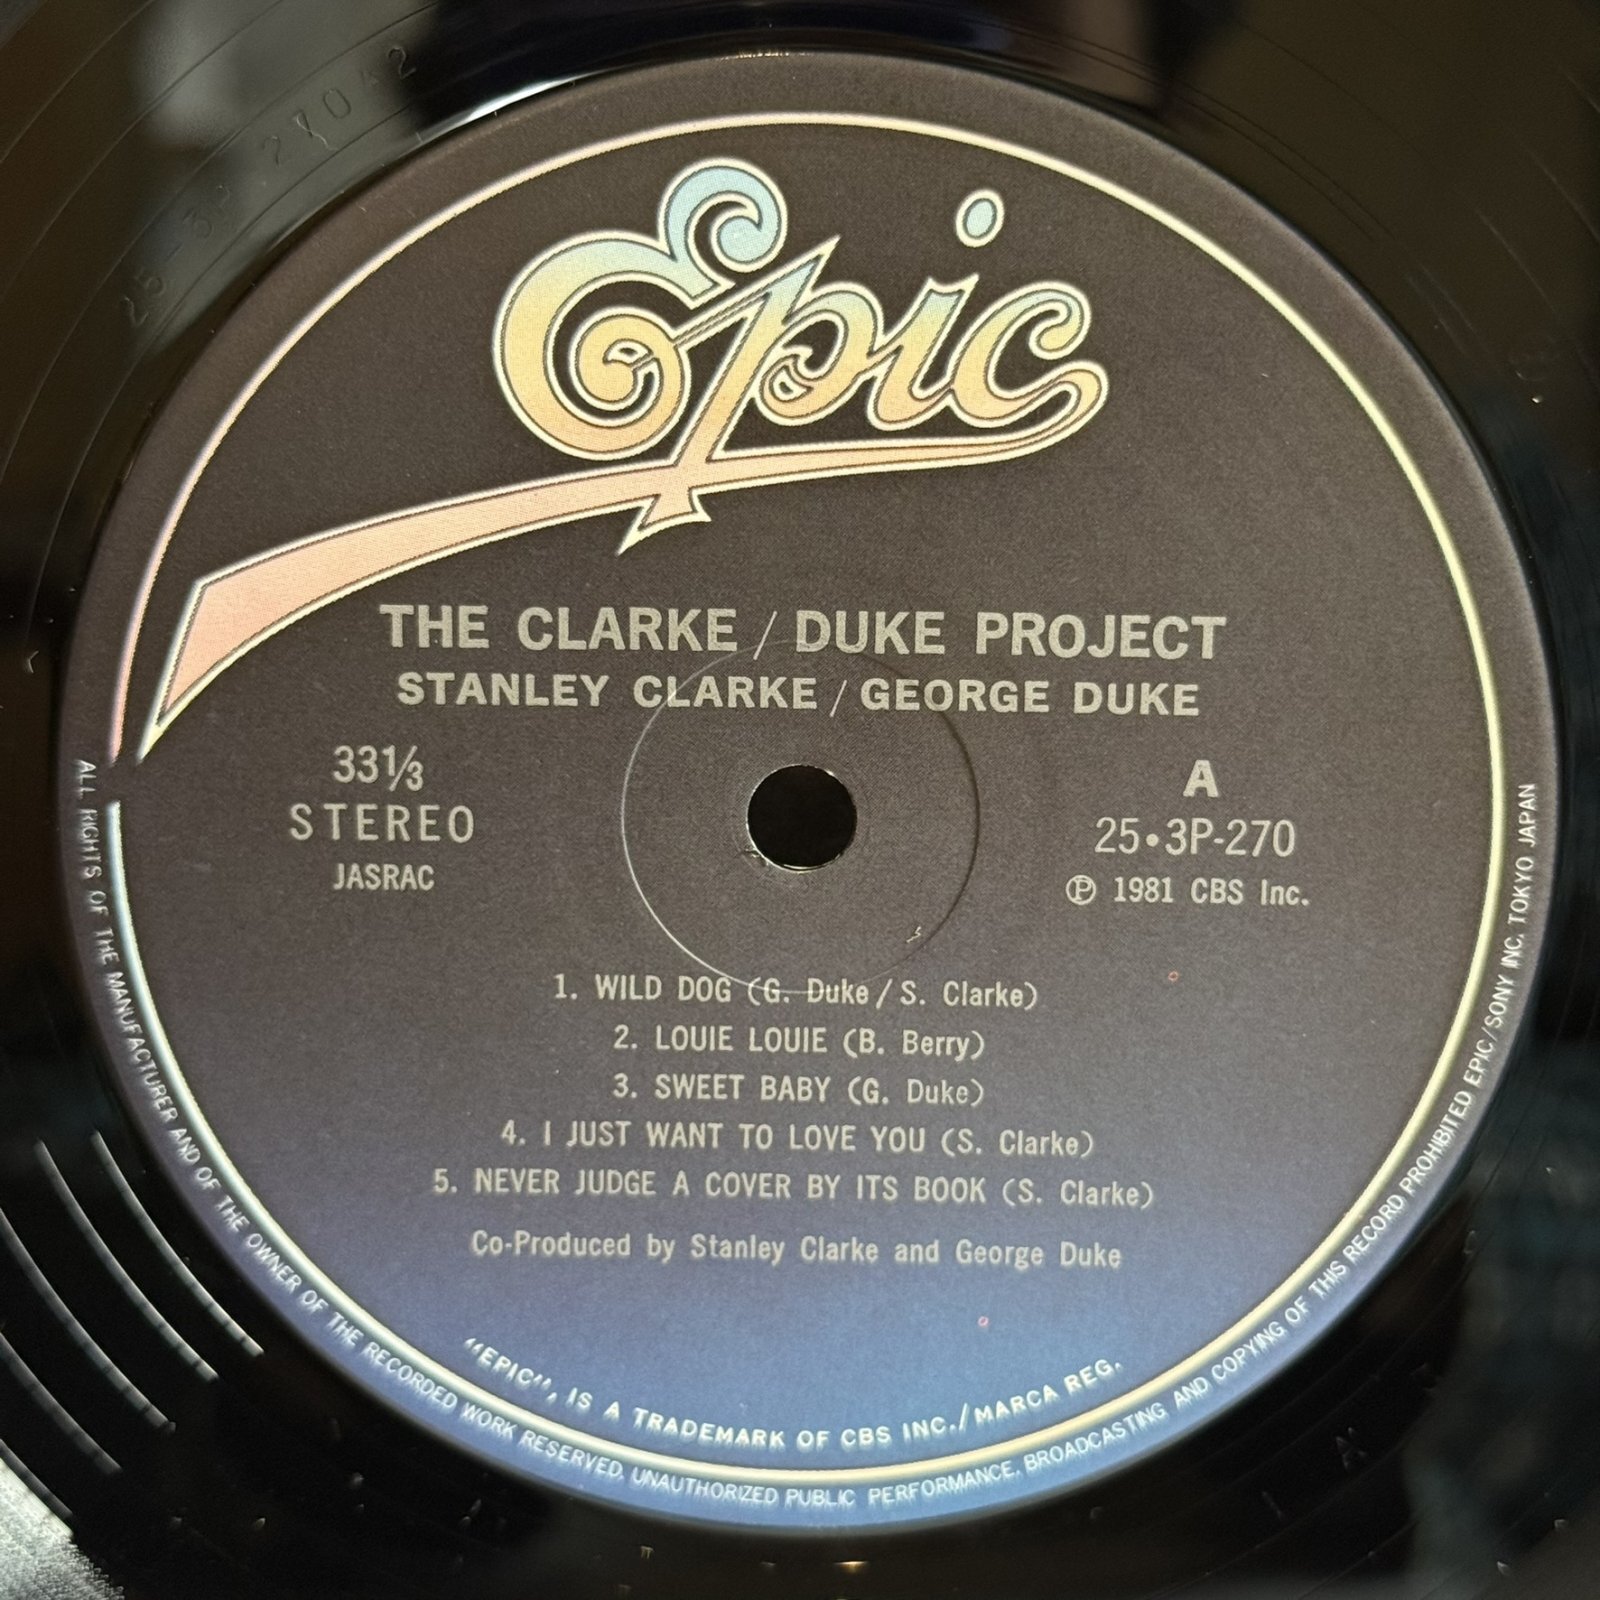 Epic
THE CLARKE / DUKE PROJECT
STANLEY CLARKE / GEORGE DUKE
33⅓
STEREO
JASRAC
A
25•3P-270
℗ 1981 CBS Inc.
1. WILD DOG (G. Duke / S. Clarke)
2. LOUIE LOUIE (B. Berry)
3. SWEET BABY (G. Duke)
4. I JUST WANT TO LOVE YOU (S. Clarke)
5. NEVER JUDGE A COVER BY ITS BOOK (S. Clarke)
Co-Produced by Stanley Clarke and George Duke
"EPIC", IS A TRADEMARK OF CBS INC./MARCA REG.
ALL RIGHTS OF THE MANUFACTURER AND OF THE OWNER OF THE RECORDED WORK RESERVED. UNAUTHORIZED PUBLIC PERFORMANCE. BROADCASTING AND COPYING OF THIS RECORD PROHIBITED EPIC/SONY INC. TOKYO JAPAN